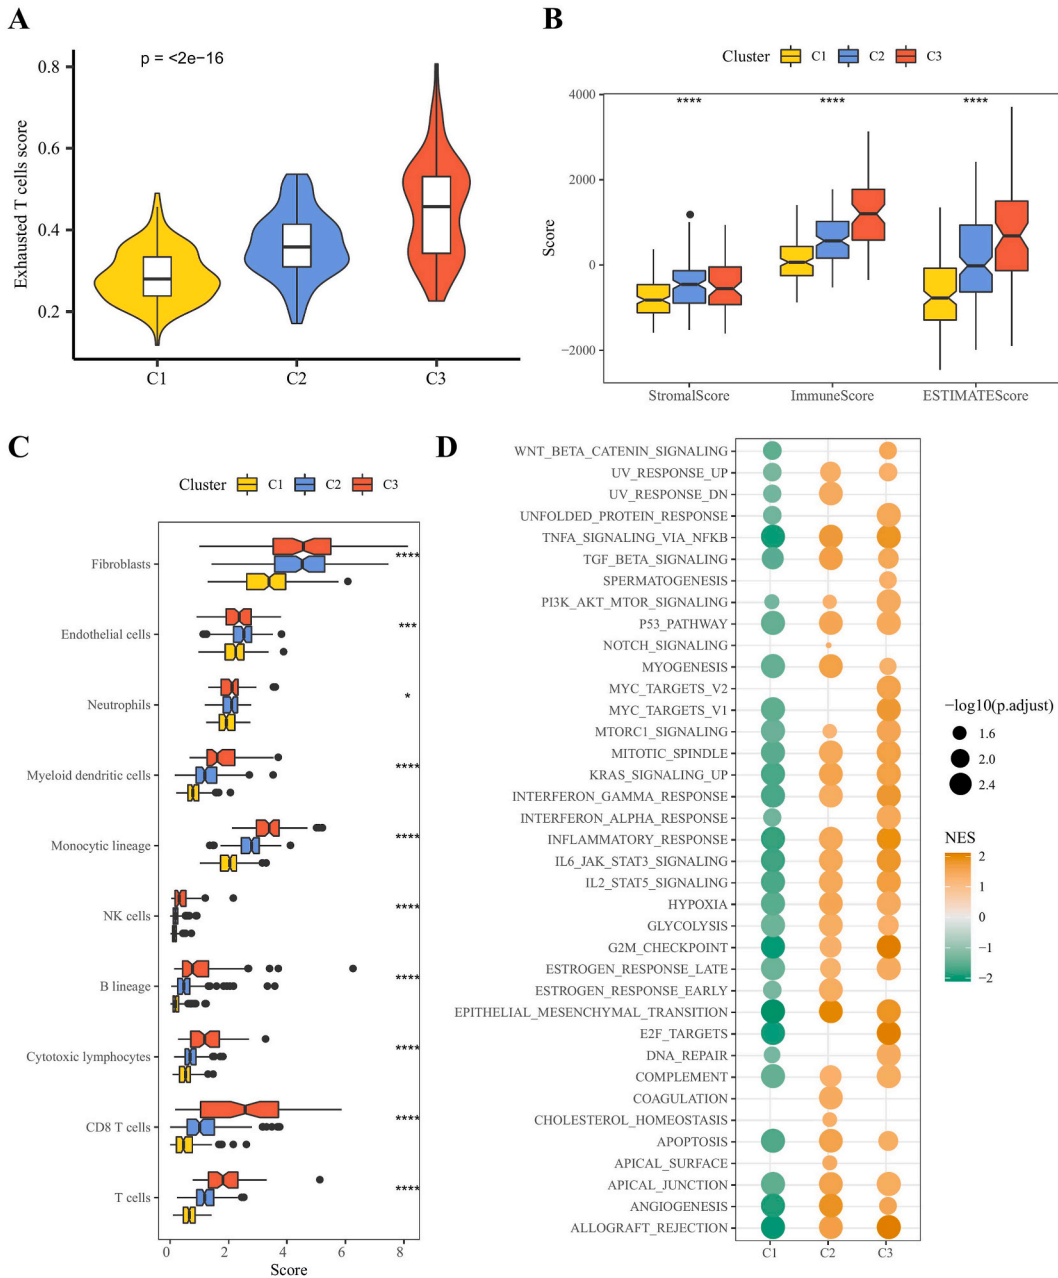 A
p = <2e−16
Exhausted T cells score
0.8
0.6
0.4
0.2
C1
C2
C3
B
Cluster C1 C2 C3
Score
4000
2000
0
−2000
**** **** ****
StromalScore ImmuneScore ESTIMATEScore
C
Cluster C1 C2 C3
Fibroblasts ****
Endothelial cells ***
Neutrophils *
Myeloid dendritic cells ****
Monocytic lineage ****
NK cells ****
B lineage ****
Cytotoxic lymphocytes ****
CD8 T cells ****
T cells ****
0 2 4 6 8
Score
D
WNT_BETA_CATENIN_SIGNALING
UV_RESPONSE_UP
UV_RESPONSE_DN
UNFOLDED_PROTEIN_RESPONSE
TNFA_SIGNALING_VIA_NFKB
TGF_BETA_SIGNALING
SPERMATOGENESIS
PI3K_AKT_MTOR_SIGNALING
P53_PATHWAY
NOTCH_SIGNALING
MYOGENESIS
MYC_TARGETS_V2
MYC_TARGETS_V1
MTORC1_SIGNALING
MITOTIC_SPINDLE
KRAS_SIGNALING_UP
INTERFERON_GAMMA_RESPONSE
INTERFERON_ALPHA_RESPONSE
INFLAMMATORY_RESPONSE
IL6_JAK_STAT3_SIGNALING
IL2_STAT5_SIGNALING
HYPOXIA
GLYCOLYSIS
G2M_CHECKPOINT
ESTROGEN_RESPONSE_LATE
ESTROGEN_RESPONSE_EARLY
EPITHELIAL_MESENCHYMAL_TRANSITION
E2F_TARGETS
DNA_REPAIR
COMPLEMENT
COAGULATION
CHOLESTEROL_HOMEOSTASIS
APOPTOSIS
APICAL_SURFACE
APICAL_JUNCTION
ANGIOGENESIS
ALLOGRAFT_REJECTION
C1 C2 C3
−log10(p.adjust)
1.6
2.0
2.4
NES
2
1
0
−1
−2